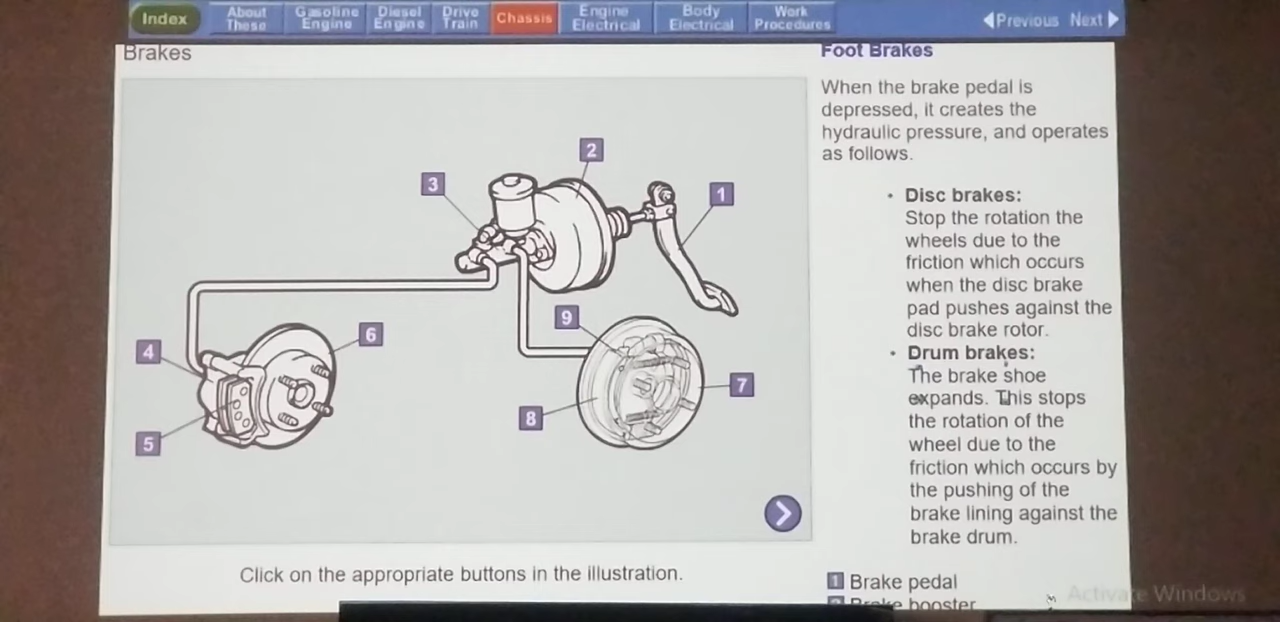 Index
About These
Gasoline Engine
Diesel Engine
Drive Train
Chassis
Engine Electrical
Body Electrical
Work Procedures
Previous Next
Brakes
Foot Brakes
When the brake pedal is
depressed, it creates the
hydraulic pressure, and operates
as follows.
• Disc brakes:
Stop the rotation the
wheels due to the
friction which occurs
when the disc brake
pad pushes against the
disc brake rotor.
• Drum brakes:
The brake shoe
expands. This stops
the rotation of the
wheel due to the
friction which occurs by
the pushing of the
brake lining against the
brake drum.
1 Brake pedal
2 Brake booster
2
3
1
9
6
4
7
8
5
Click on the appropriate buttons in the illustration.
Activate Windows